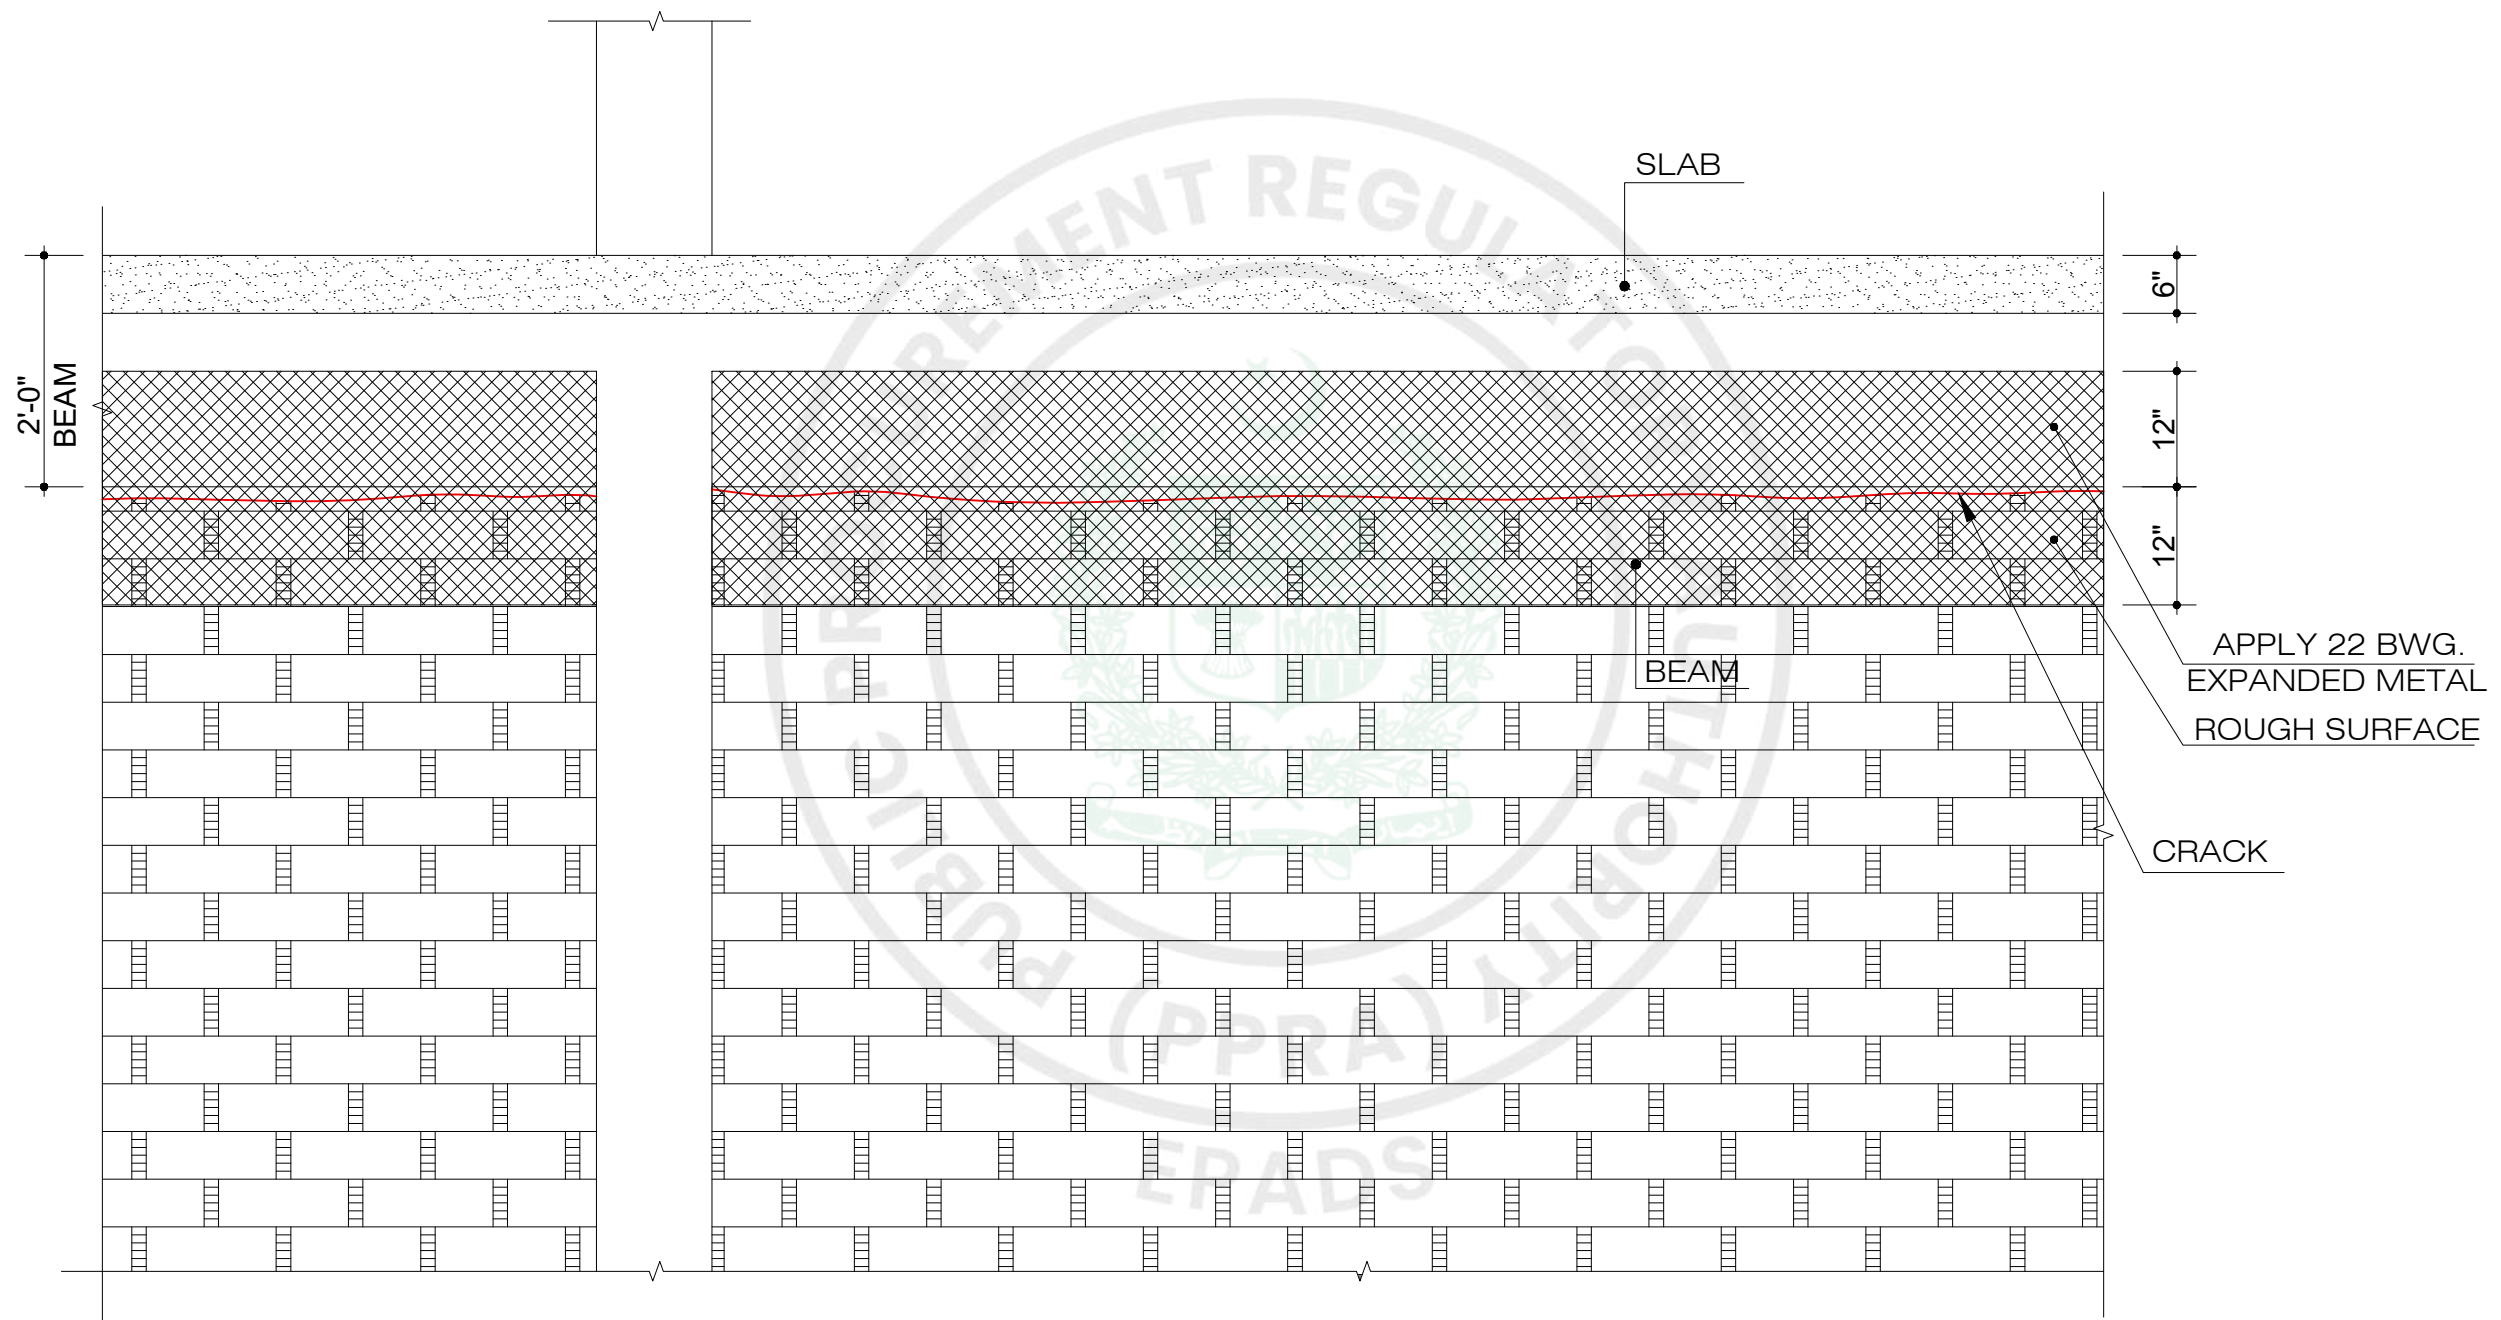 SLAB
6"
2'-0"
BEAM
12"
12"
BEAM
APPLY 22 BWG.
EXPANDED METAL
ROUGH SURFACE
CRACK
PUBLIC PROCUREMENT REGULATORY AUTHORITY
(PPRA)
EPADS